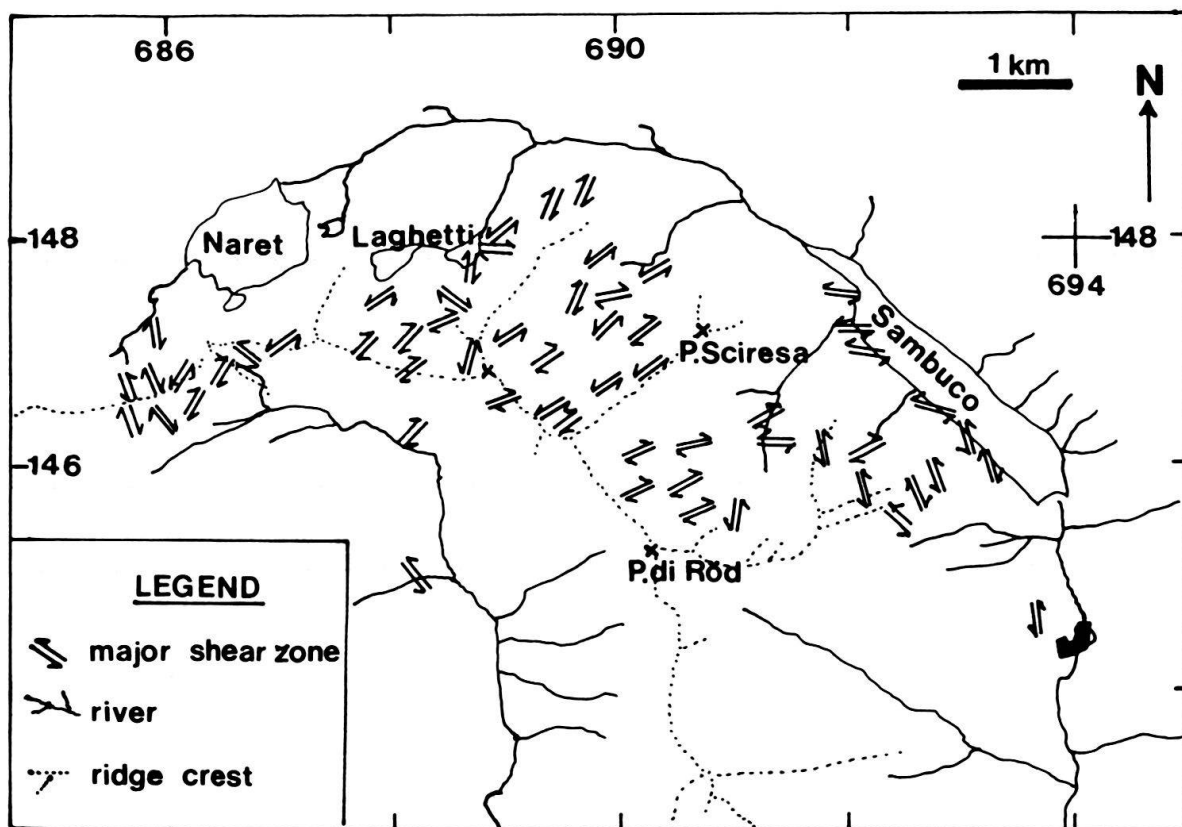 686
690
1 km
N
148
Naret
Laghetti
148
694
Sambuco
P.Sciresa
146
P.di Röd
LEGEND
major shear zone
river
ridge crest